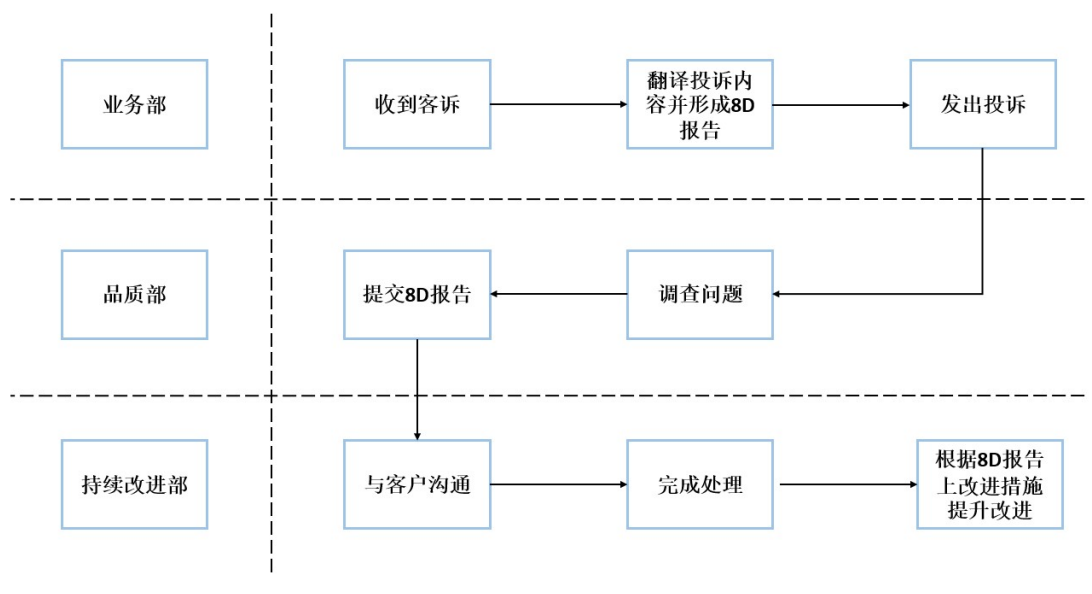 业务部
收到客诉
翻译投诉内
容并形成8D
报告
发出投诉
品质部
提交8D报告
调查问题
持续改进部
与客户沟通
完成处理
根据8D报告
上改进措施
提升改进